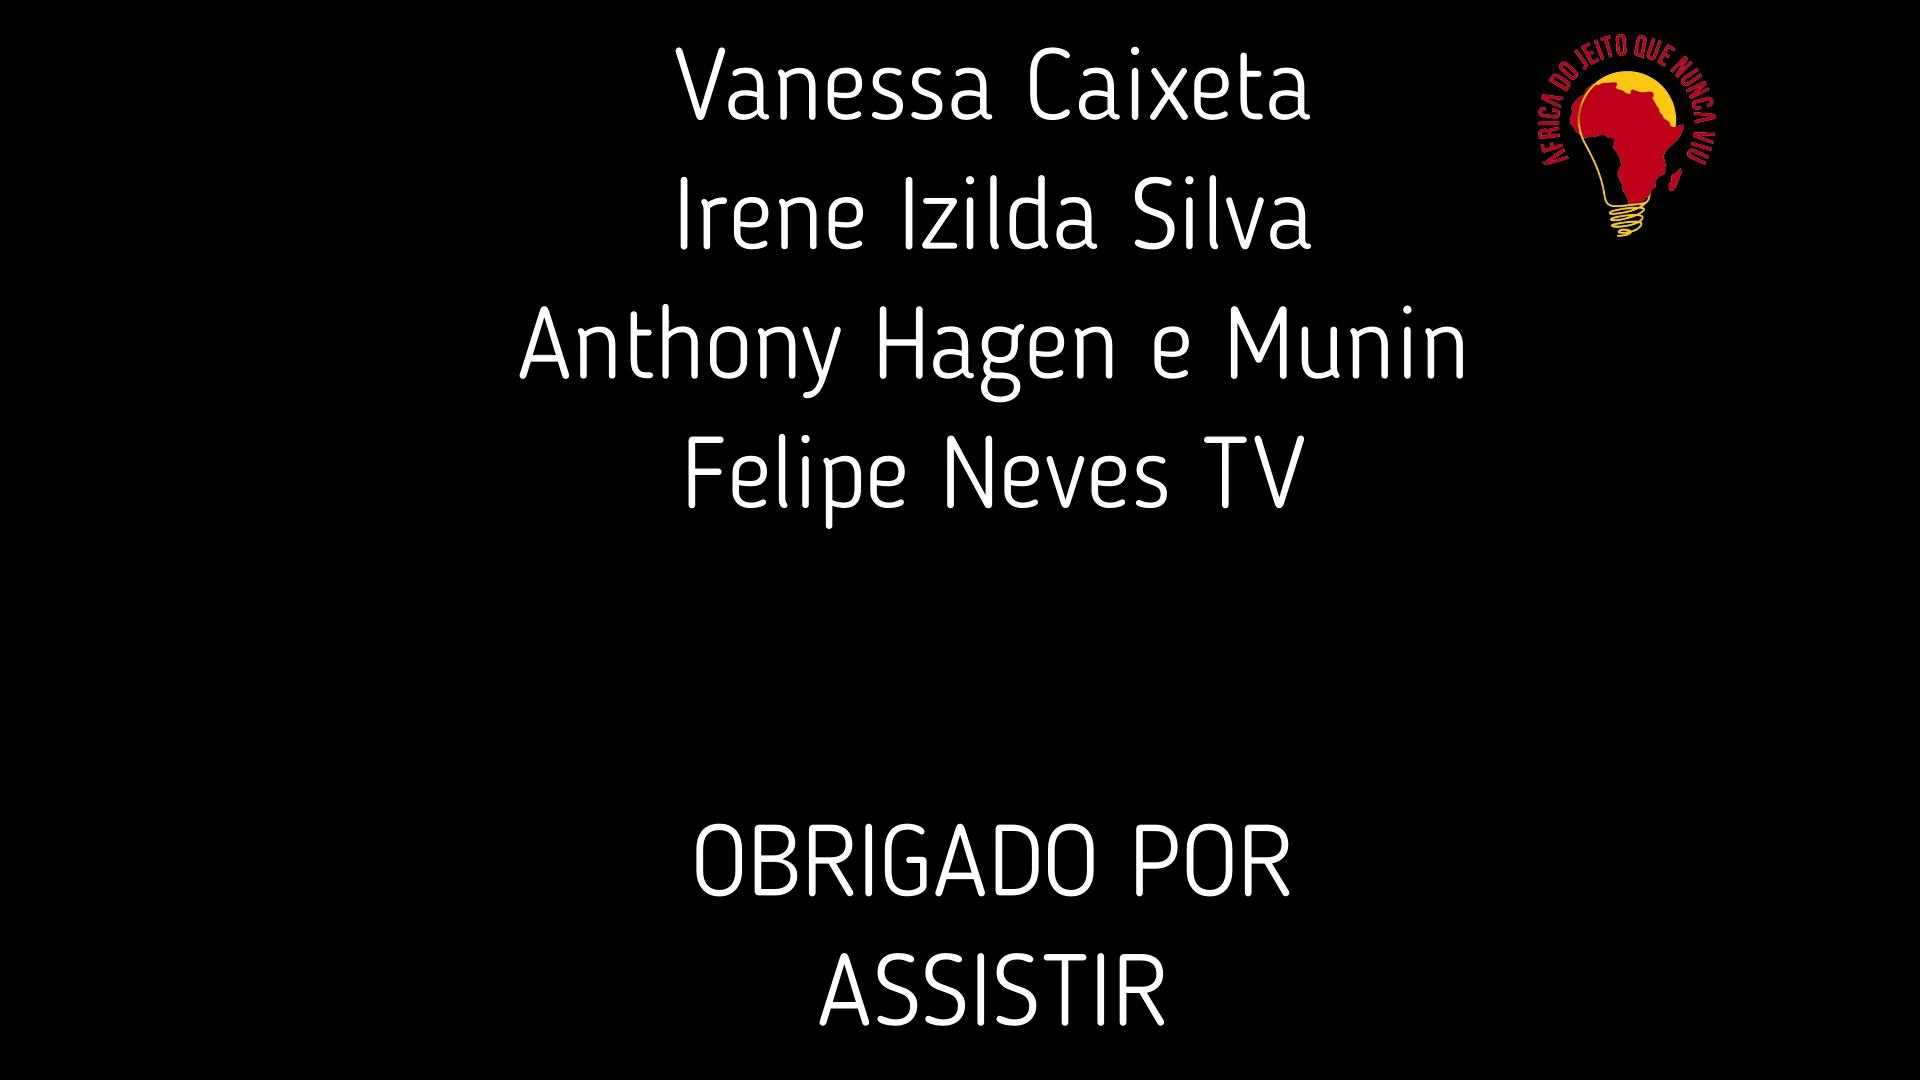 Vanessa Caixeta
Irene Izilda Silva
Anthony Hagen e Munin
Felipe Neves TV
OBRIGADO POR
ASSISTIR
AFRICA DO JEITO QUE NUNCA VIU